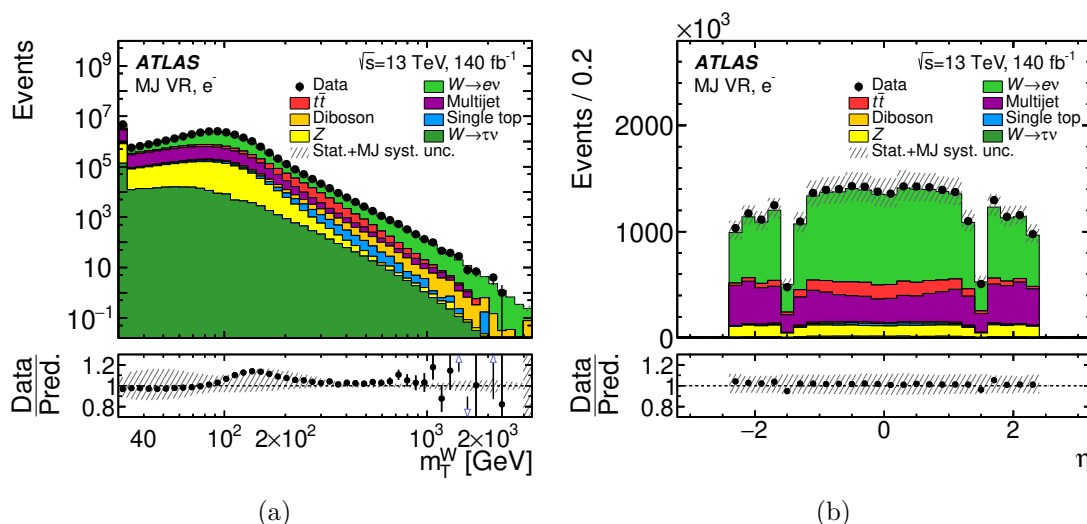 Events
10⁹
10⁷
10⁵
10³
10
10⁻¹
ATLAS
√s=13 TeV, 140 fb⁻¹
MJ VR, e⁻
Data
tt̄
Diboson
Z
Stat.+MJ syst. unc.
W→eν
Multijet
Single top
W→τν
Data
Pred.
1.2
1
0.8
40
10²
2×10²
10³
2×10³
m_T^W [GeV]
(a)
×10³
Events / 0.2
2000
1000
0
ATLAS
√s=13 TeV, 140 fb⁻¹
MJ VR, e⁻
Data
tt̄
Diboson
Z
Stat.+MJ syst. unc.
W→eν
Multijet
Single top
W→τν
Data
Pred.
1.2
1
0.8
−2
0
2
η
(b)